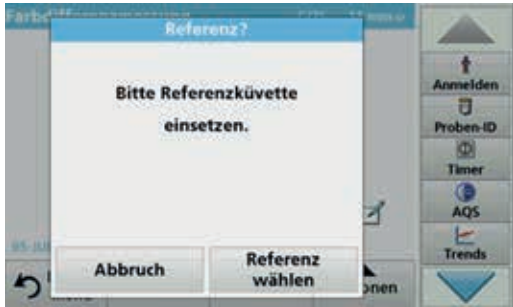 Referenz?
Bitte Referenzküvette
einsetzen.
Abbruch
Referenz
wählen
Anmelden
Proben-ID
Timer
AQS
Trends